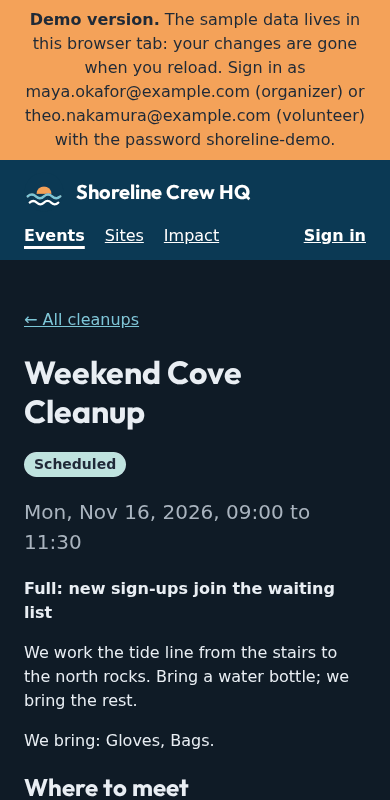 Demo version. The sample data lives in
this browser tab: your changes are gone
when you reload. Sign in as
maya.okafor@example.com (organizer) or
theo.nakamura@example.com (volunteer)
with the password shoreline-demo.
Shoreline Crew HQ
Events Sites Impact Sign in
← All cleanups
Weekend Cove
Cleanup
Scheduled
Mon, Nov 16, 2026, 09:00 to
11:30
Full: new sign-ups join the waiting
list
We work the tide line from the stairs to
the north rocks. Bring a water bottle; we
bring the rest.
We bring: Gloves, Bags.
Where to meet